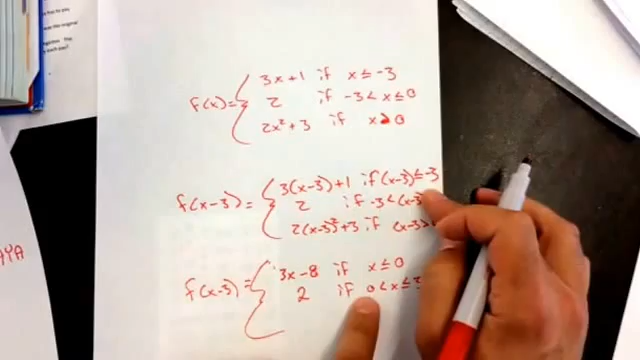 3x+1 if x ≤ -3
f(x) = { 2 if -3 < x ≤ 0
2x²+3 if x > 0
3(x-3)+1 if (x-3) ≤ -3
f(x-3) = { 2 if -3 < (x-3)
2(x-3)²+3 if (x-3) >
3x-8 if x ≤ 0
f(x-3) = { 2 if 0 < x ≤ 3